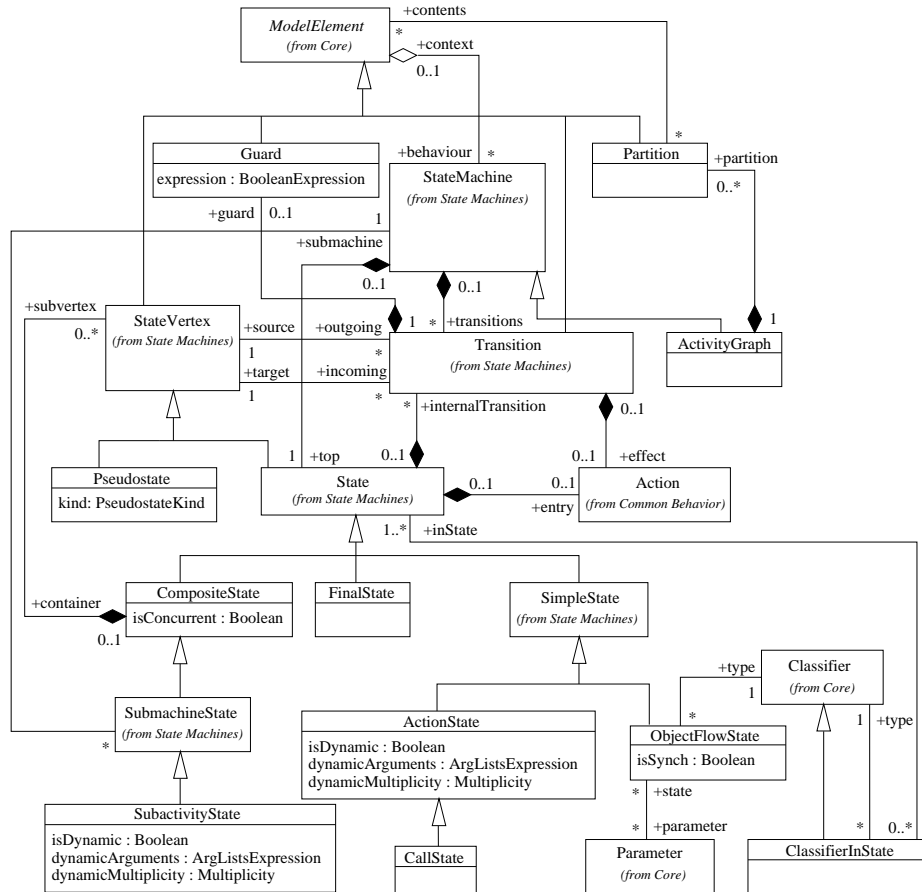 +contents
ModelElement
(from Core)
*
+context
0..1
*
+behaviour
*
Guard
expression : BooleanExpression
Partition
+partition
0..*
StateMachine
(from State Machines)
+guard
0..1
1
+submachine
0..1
0..1
+subvertex
0..*
StateVertex
(from State Machines)
+source
1
+outgoing
*
1
*
+transitions
Transition
(from State Machines)
1
ActivityGraph
+target
1
+incoming
*
*
+internalTransition
0..1
Pseudostate
kind: PseudostateKind
1
+top
0..1
0..1
+effect
State
(from State Machines)
0..1
0..1
+entry
Action
(from Common Behavior)
1..*
+inState
+container
0..1
CompositeState
isConcurrent : Boolean
FinalState
SimpleState
(from State Machines)
+type
1
Classifier
(from Core)
SubmachineState
(from State Machines)
*
ActionState
isDynamic : Boolean
dynamicArguments : ArgListsExpression
dynamicMultiplicity : Multiplicity
*
ObjectFlowState
isSynch : Boolean
1
+type
SubactivityState
isDynamic : Boolean
dynamicArguments : ArgListsExpression
dynamicMultiplicity : Multiplicity
*
+state
*
+parameter
*
0..*
CallState
Parameter
(from Core)
ClassifierInState